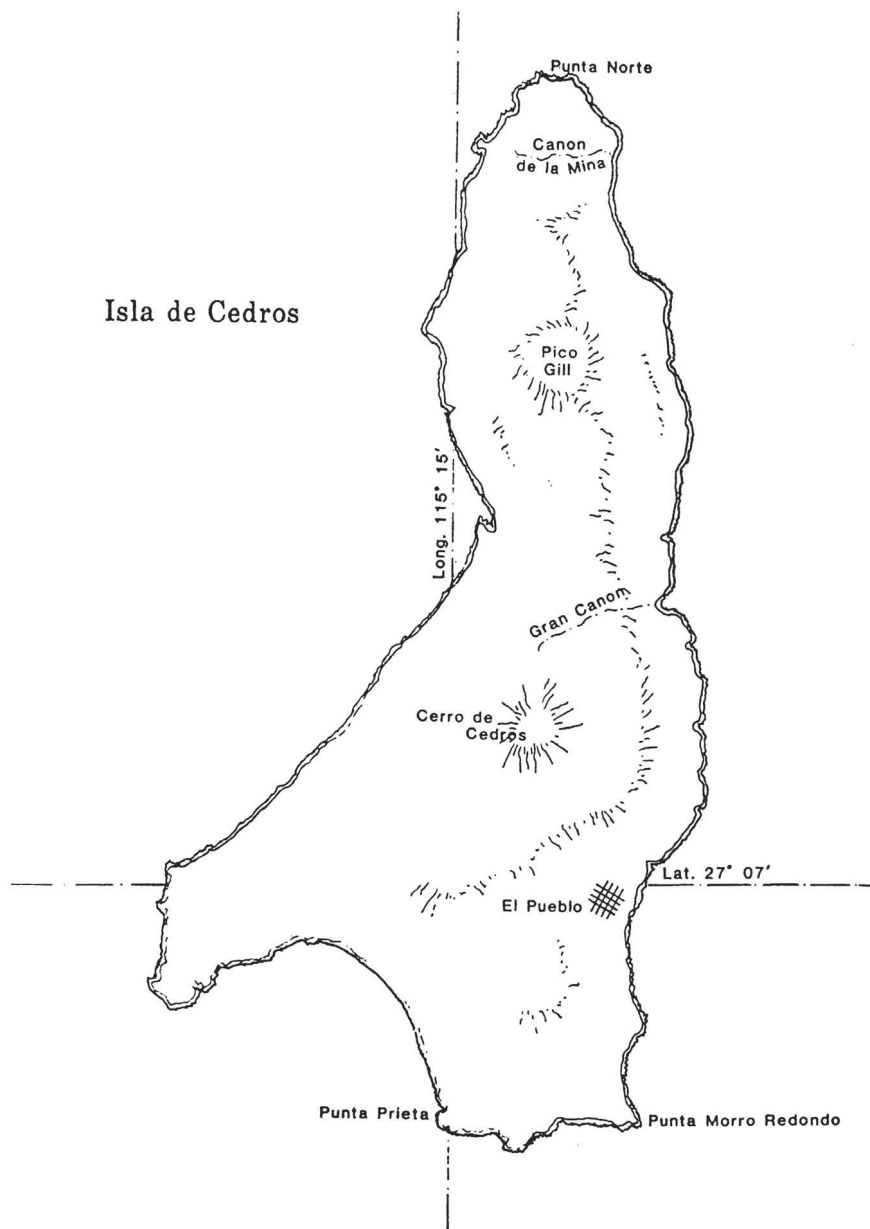 Punta Norte
Canon
de la Mina
Isla de Cedros
Pico
Gill
Long. 115° 15′
Gran Canon
Cerro de
Cedros
Lat. 27° 07′
El Pueblo
Punta Prieta
Punta Morro Redondo